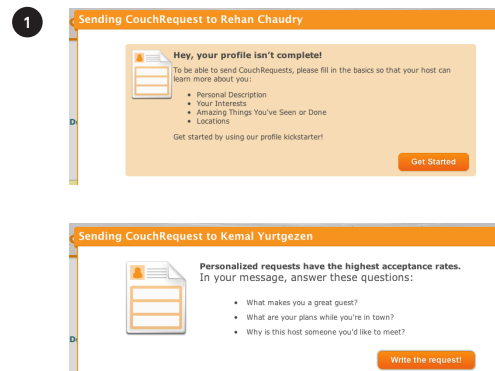 1
Sending CouchRequest to Rehan Chaudry
Hey, your profile isn't complete!
To be able to send CouchRequests, please fill in the basics so that your host can
learn more about you:
• Personal Description
• Your Interests
• Amazing Things You've Seen or Done
• Locations
Get started by using our profile kickstarter!
Get Started
Sending CouchRequest to Kemal Yurtgezen
Personalized requests have the highest acceptance rates.
In your message, answer these questions:
• What makes you a great guest?
• What are your plans while you're in town?
• Why is this host someone you'd like to meet?
Write the request!